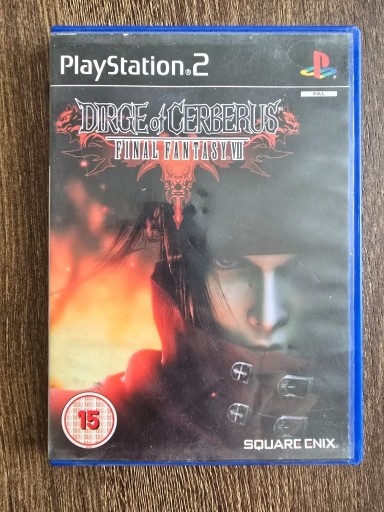 PlayStation®2
PAL
DIRGE of CERBERUS
FINAL FANTASY VII
15
SQUARE ENIX